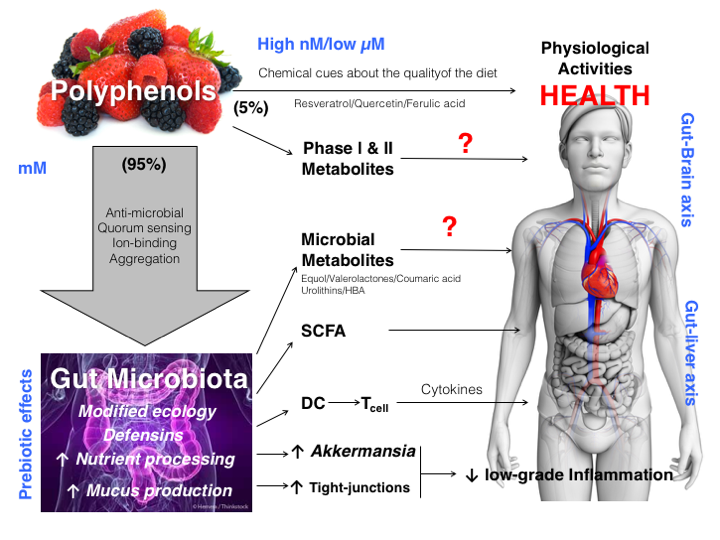 High nM/low µM
Physiological
Activities
HEALTH
Chemical cues about the qualityof the diet
Polyphenols
(5%)
Resveratrol/Quercetin/Ferulic acid
mM
(95%)
Phase I & II
Metabolites
?
Gut-Brain axis
Anti-microbial
Quorum sensing
Ion-binding
Aggregation
Microbial
Metabolites
?
Equol/Valerolactones/Coumaric acid
Urolithins/HBA
SCFA
Gut-liver axis
Prebiotic effects
Gut Microbiota
Modified ecology
Defensins
↑ Nutrient processing
↑ Mucus production
© Hemera / Thinkstock
DC → Tcell
Cytokines
↑ Akkermansia
↑ Tight-junctions
↓ low-grade Inflammation